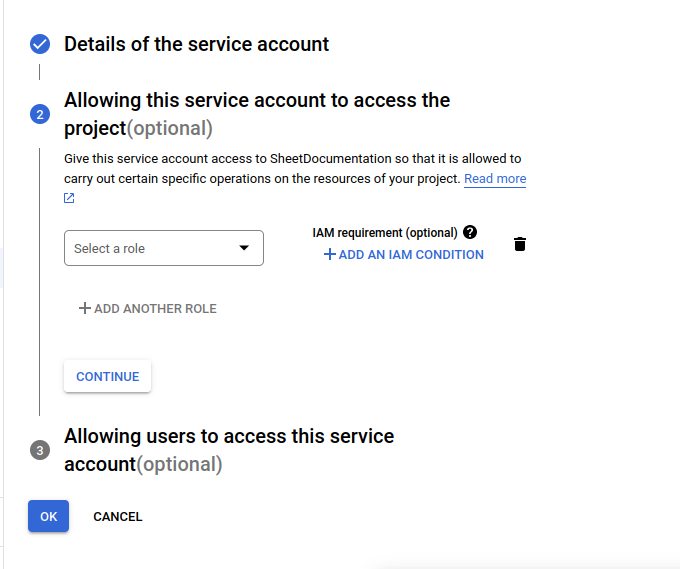 Details of the service account
2
Allowing this service account to access the
project(optional)
Give this service account access to SheetDocumentation so that it is allowed to
carry out certain specific operations on the resources of your project. Read more
Select a role
IAM requirement (optional) ?
+ ADD AN IAM CONDITION
+ ADD ANOTHER ROLE
CONTINUE
3
Allowing users to access this service
account(optional)
OK
CANCEL